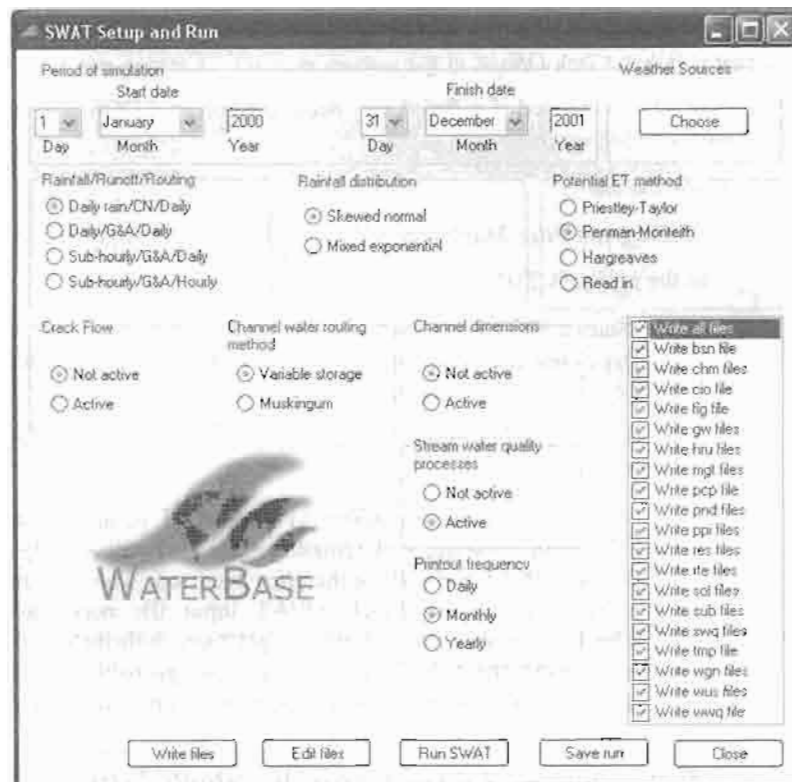 SWAT Setup and Run
Period of simulation
Weather Sources
Start date
Finish date
1 January 2000
31 December 2001
Choose
Day Month Year
Day Month Year
Rainfall/Runoff/Routing
Daily rain/CN/Daily
Daily/G&A/Daily
Sub-hourly/G&A/Daily
Sub-hourly/G&A/Hourly
Rainfall distribution
Skewed normal
Mixed exponential
Potential ET method
Priestley-Taylor
Penman-Monteith
Hargreaves
Read in
Crack Flow
Not active
Active
Channel water routing
method
Variable storage
Muskingum
Channel dimensions
Not active
Active
Stream water quality
processes
Not active
Active
Printout frequency
Daily
Monthly
Yearly
WATERBASE
Write all files
Write bsn file
Write chm files
Write cio file
Write fig file
Write gw files
Write hru files
Write mgt files
Write pcp file
Write pnd files
Write ppi files
Write res files
Write rte files
Write sol files
Write sub files
Write swq files
Write tmp file
Write wgn files
Write wus files
Write wwq file
Write files
Edit files
Run SWAT
Save run
Close